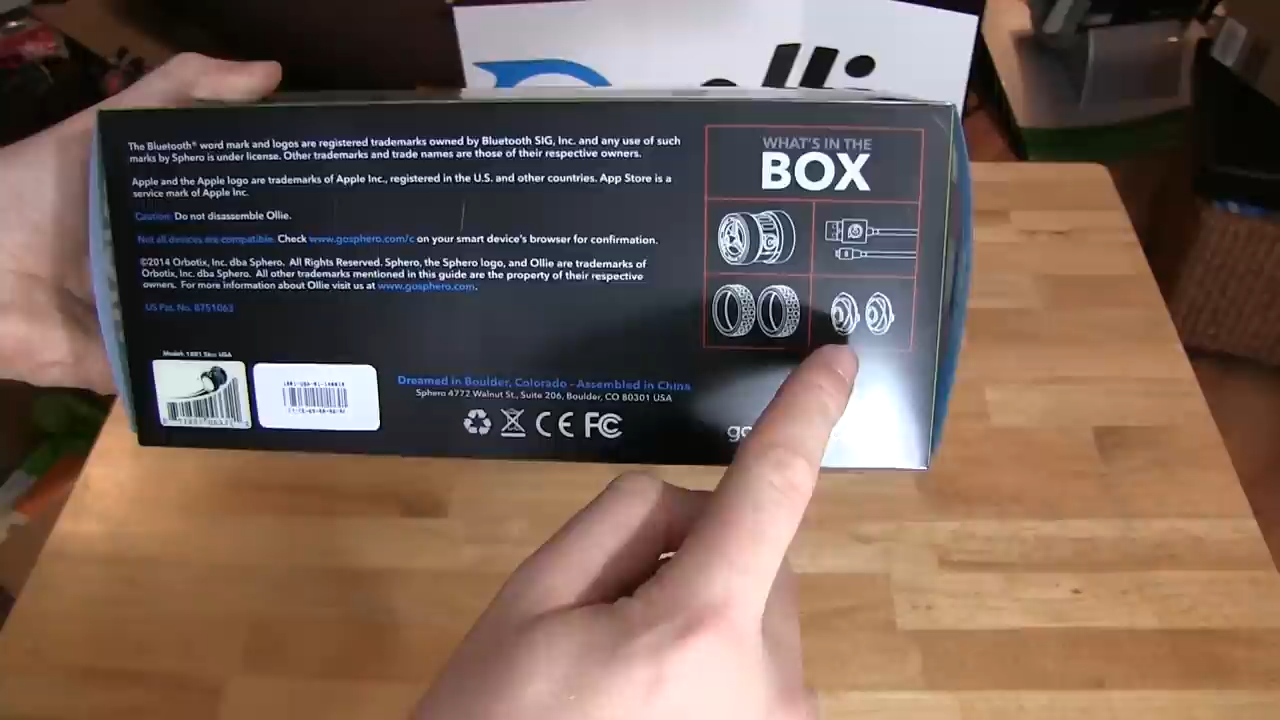 olli
The Bluetooth® word mark and logos are registered trademarks owned by Bluetooth SIG, Inc. and any use of such
marks by Sphero is under license. Other trademarks and trade names are those of their respective owners.
Apple and the Apple logo are trademarks of Apple Inc., registered in the U.S. and other countries. App Store is a
service mark of Apple Inc.
Caution: Do not disassemble Ollie.
Not all devices are compatible. Check www.gosphero.com/c on your smart device's browser for confirmation.
©2014 Orbotix, Inc. dba Sphero. All Rights Reserved. Sphero, the Sphero logo, and Ollie are trademarks of
Orbotix, Inc. dba Sphero. All other trademarks mentioned in this guide are the property of their respective
owners. For more information about Ollie visit us at www.gosphero.com.
US Pat. No. 8751063
WHAT'S IN THE
BOX
Dreamed in Boulder, Colorado - Assembled in China
Sphero 4772 Walnut St., Suite 206, Boulder, CO 80301 USA
CE FC
go